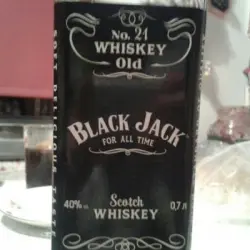 No. 21
WHISKEY
Old
BLACK JACK
FOR ALL TIME
Scotch
40% WHISKEY 0,7 Л